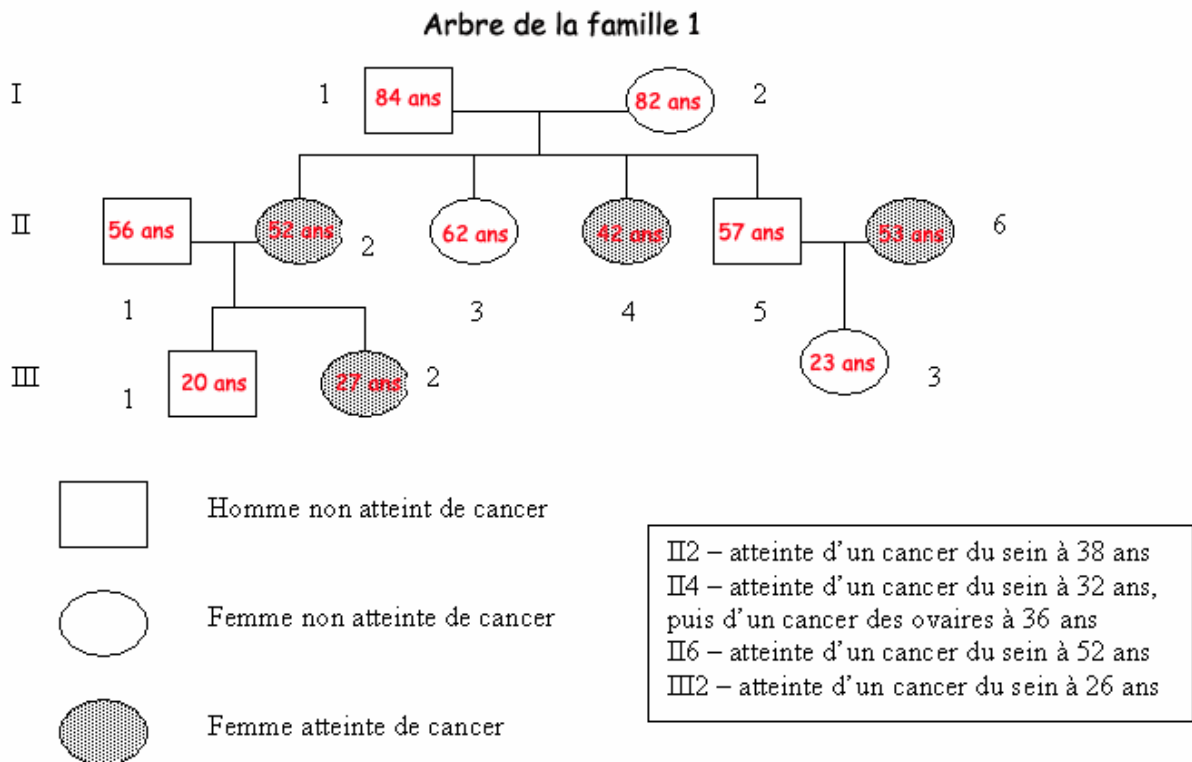 Arbre de la famille 1
I 1 84 ans 82 ans 2
II 56 ans 52 ans 2 62 ans 42 ans 57 ans 53 ans 6
1 3 4 5
III 1 20 ans 27 ans 2 23 ans 3
Homme non atteint de cancer
Femme non atteinte de cancer
Femme atteinte de cancer
II2 – atteinte d'un cancer du sein à 38 ans
II4 – atteinte d'un cancer du sein à 32 ans,
puis d'un cancer des ovaires à 36 ans
II6 – atteinte d'un cancer du sein à 52 ans
III2 – atteinte d'un cancer du sein à 26 ans